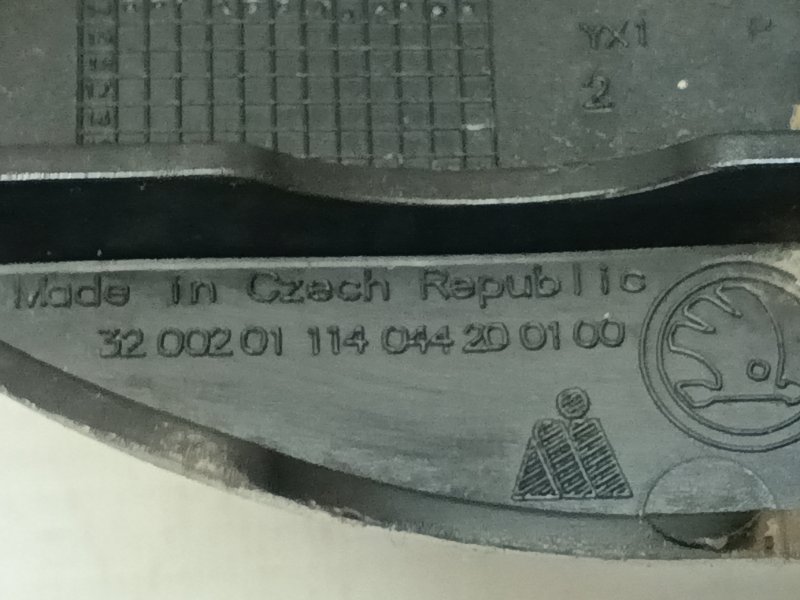 YX1
2
Made in Czech Republic
32 002 01 114 044 20 01 00